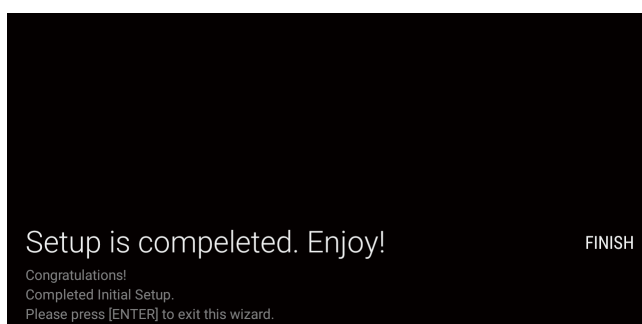 Setup is compeleted. Enjoy!
FINISH
Congratulations!
Completed Initial Setup.
Please press [ENTER] to exit this wizard.